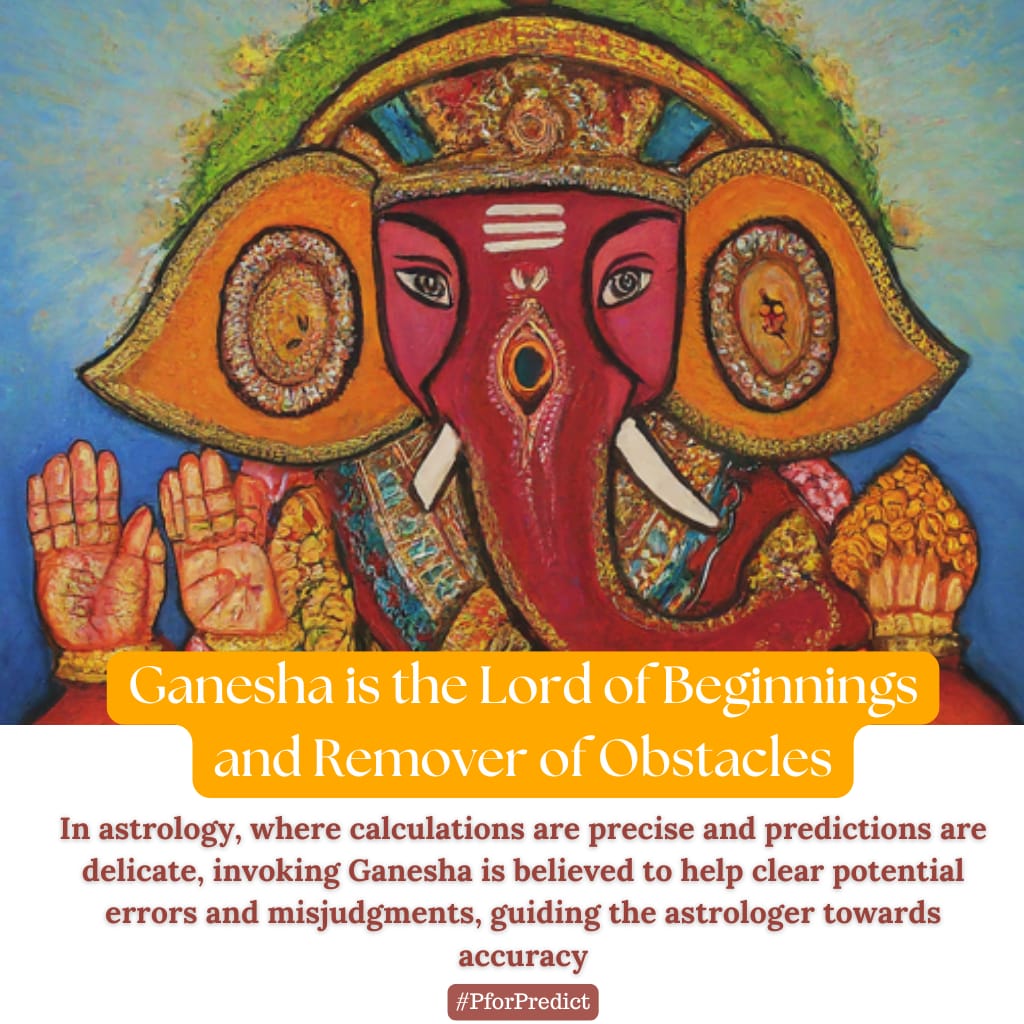 Ganesha is the Lord of Beginnings
and Remover of Obstacles
In astrology, where calculations are precise and predictions are
delicate, invoking Ganesha is believed to help clear potential
errors and misjudgments, guiding the astrologer towards
accuracy
#PforPredict